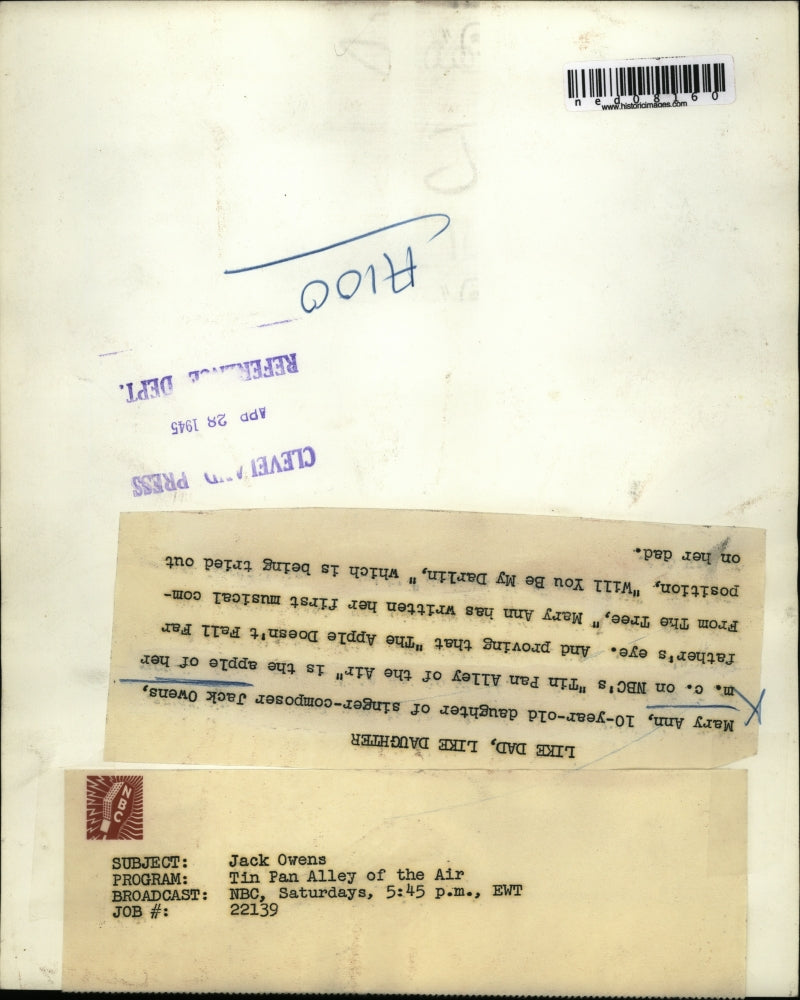 ned08160
www.historicimages.com
A100
CLEVELAND PRESS
APR 28 1945
REFERENCE DEPT.
LIKE DAD, LIKE DAUGHTER
Mary Ann, 10-year-old daughter of singer-composer Jack Owens,
m. c. on NBC's "Tin Pan Alley of the Air" is the apple of her
father's eye. And proving that "The Apple Doesn't Fall Far
From The Tree," Mary Ann has written her first musical com-
position, "Will You Be My Darlin," which is being tried out
on her dad.
NBC
SUBJECT: Jack Owens
PROGRAM: Tin Pan Alley of the Air
BROADCAST: NBC, Saturdays, 5:45 p.m., EWT
JOB #: 22139